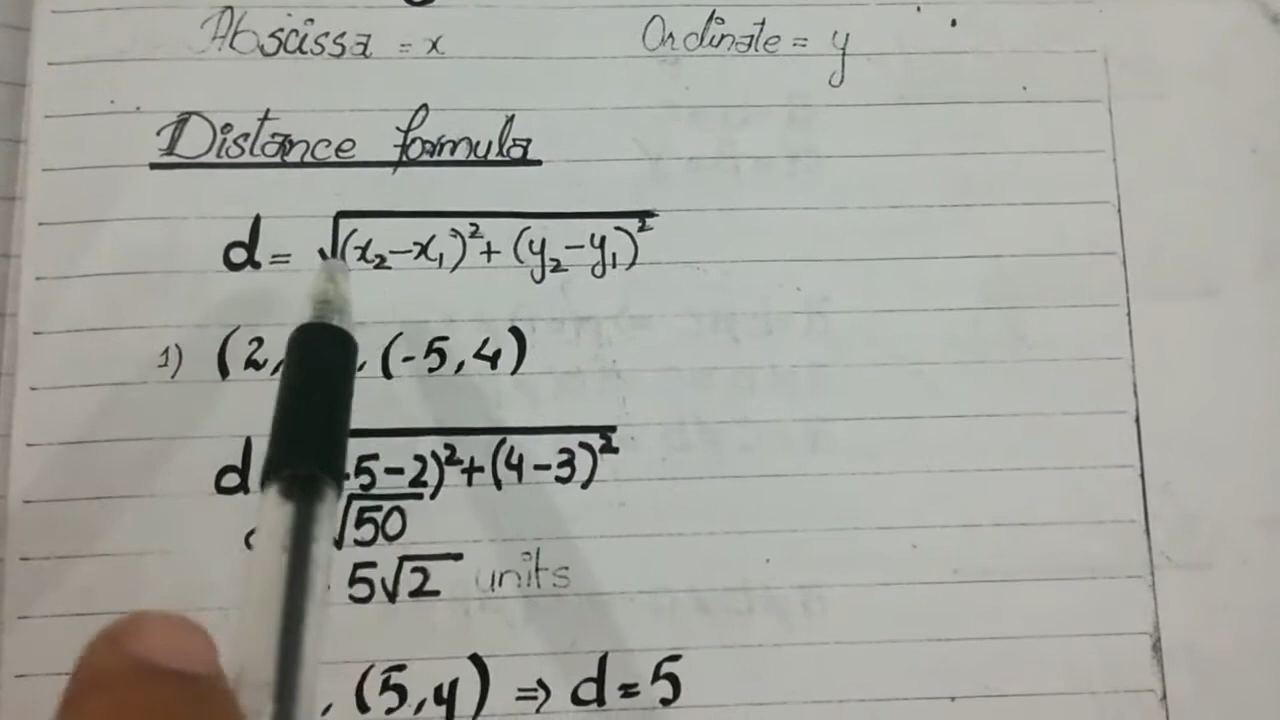 Abscissa = x Ordinate = y
Distance formula
d = √(x₂-x₁)²+(y₂-y₁)²
1) (2, , (-5,4)
d 5-2)²+(4-3)²
√50
5√2 units
, (5,y) ⇒ d=5